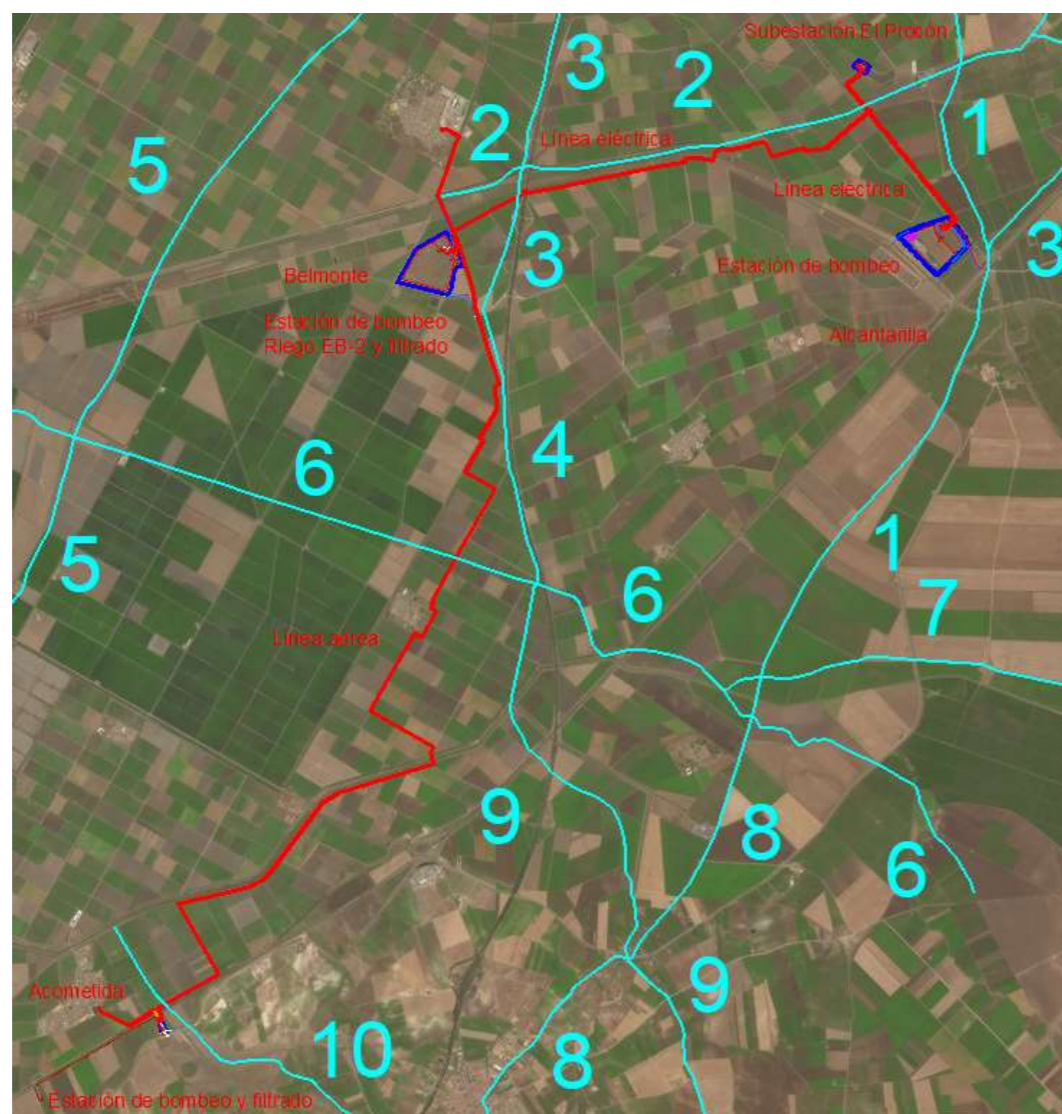 Subestación El Procón
3
2
2
1
Línea eléctrica
5
Línea eléctrica
3
3
Estación de bombeo
Belmonte
Estación de bombeo
Riego EB-2 y filtrado
Alcantarilla
4
6
1
5
6
7
Línea aerea
9
8
6
Acometida
9
10
8
Estación de bombeo y filtrado